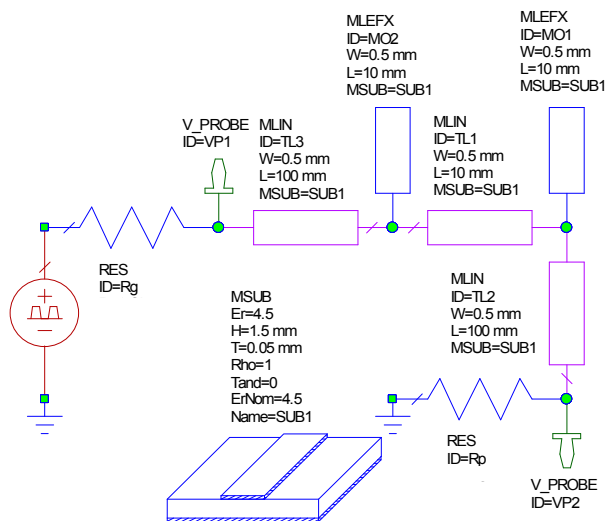 MLEFX
ID=MO2
W=0.5 mm
L=10 mm
MSUB=SUB1
MLEFX
ID=MO1
W=0.5 mm
L=10 mm
MSUB=SUB1
V_PROBE
ID=VP1
MLIN
ID=TL3
W=0.5 mm
L=100 mm
MSUB=SUB1
MLIN
ID=TL1
W=0.5 mm
L=10 mm
MSUB=SUB1
RES
ID=Rg
MSUB
Er=4.5
H=1.5 mm
T=0.05 mm
Rho=1
Tand=0
ErNom=4.5
Name=SUB1
MLIN
ID=TL2
W=0.5 mm
L=100 mm
MSUB=SUB1
RES
ID=Rp
V_PROBE
ID=VP2